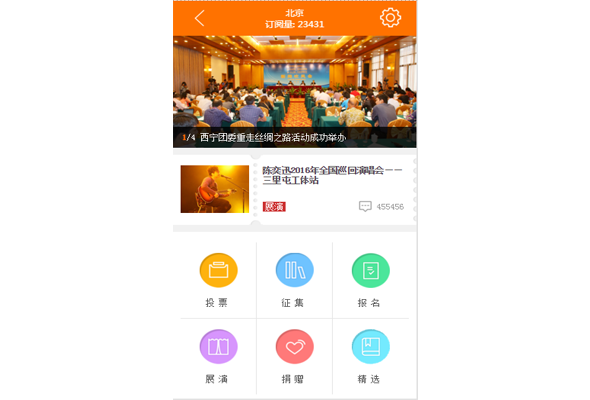 北京
订阅量: 23431
1/4 西宁团委重走丝绸之路活动成功举办
陈奕迅2016年全国巡回演唱会——
三里屯工体站
展演
455456
投票
征集
报名
展演
捐赠
精选